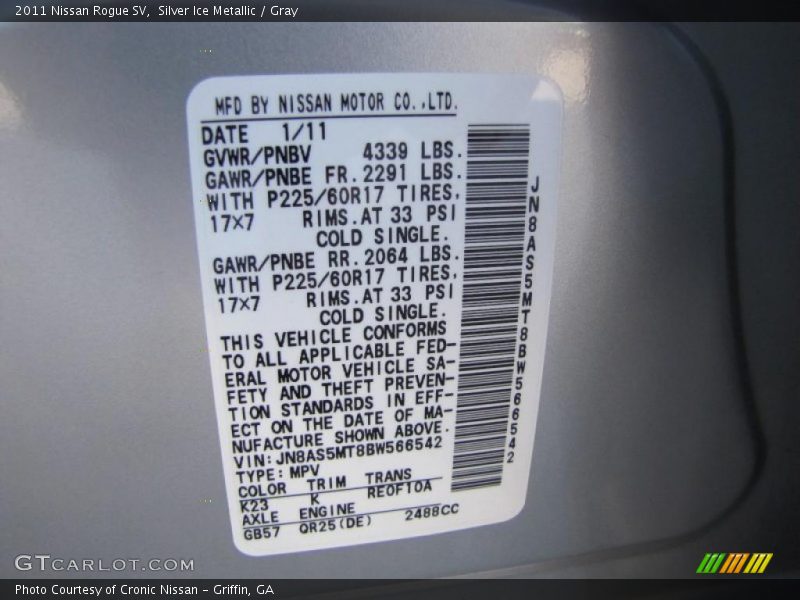 2011 Nissan Rogue SV,  Silver Ice Metallic / Gray
MFD BY NISSAN MOTOR CO.,LTD.
DATE 1/11
GVWR/PNBV 4339 LBS.
GAWR/PNBE FR. 2291 LBS.
WITH P225/60R17 TIRES,
17×7 RIMS.AT 33 PSI
COLD SINGLE.
GAWR/PNBE RR. 2064 LBS.
WITH P225/60R17 TIRES,
17×7 RIMS.AT 33 PSI
COLD SINGLE.
THIS VEHICLE CONFORMS
TO ALL APPLICABLE FED-
ERAL MOTOR VEHICLE SA-
FETY AND THEFT PREVEN-
TION STANDARDS IN EFF-
ECT ON THE DATE OF MA-
NUFACTURE SHOWN ABOVE.
VIN:JN8AS5MT8BW566542
TYPE:MPV
COLOR TRIM TRANS
K23 K RE0F10A
AXLE ENGINE
GB57 QR25(DE) 2488CC
JN8AS5MT8BW566542
GTCARLOT.COM
Photo Courtesy of Cronic Nissan - Griffin, GA